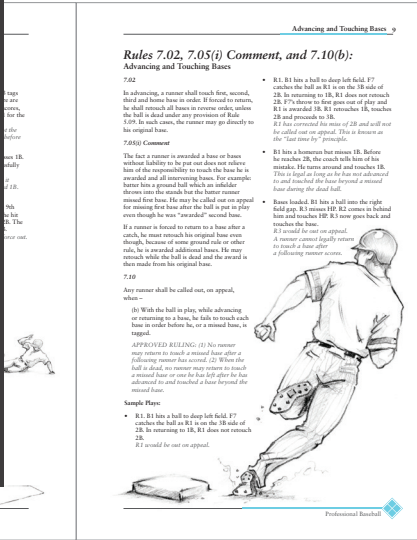 Advancing and Touching Bases 9
Rules 7.02, 7.05(i) Comment, and 7.10(b):
Advancing and Touching Bases
7.02
In advancing, a runner shall touch first, second,
third and home base in order. If forced to return,
he shall retouch all bases in reverse order, unless
the ball is dead under any provision of Rule
5.09. In such cases, the runner may go directly to
his original base.
7.05(i) Comment
The fact a runner is awarded a base or bases
without liability to be put out does not relieve
him of the responsibility to touch the base he is
awarded and all intervening bases. For example:
batter hits a ground ball which an infielder
throws into the stands but the batter runner
missed first base. He may be called out on appeal
for missing first base after the ball is put in play
even though he was “awarded” second base.
If a runner is forced to return to a base after a
catch, he must retouch his original base even
though, because of some ground rule or other
rule, he is awarded additional bases. He may
retouch while the ball is dead and the award is
then made from his original base.
7.10
Any runner shall be called out, on appeal,
when –
(b) With the ball in play, while advancing
or returning to a base, he fails to touch each
base in order before he, or a missed base, is
tagged.
APPROVED RULING: (1) No runner
may return to touch a missed base after a
following runner has scored. (2) When the
ball is dead, no runner may return to touch
a missed base or one he has left after he has
advanced to and touched a base beyond the
missed base.
Sample Plays:
• R1. B1 hits a ball to deep left field. F7
catches the ball as R1 is on the 3B side of
2B. In returning to 1B, R1 does not retouch
2B.
R1 would be out on appeal.
• R1. B1 hits a ball to deep left field. F7
catches the ball as R1 is on the 3B side of
2B. In returning to 1B, R1 does not retouch
2B. F7’s throw to first goes out of play and
R1 is awarded 3B. R1 retouches 1B, touches
2B and proceeds to 3B.
R1 has corrected his miss of 2B and will not
be called out on appeal. This is known as
the “last time by” principle.
• B1 hits a homerun but misses 1B. Before
he reaches 2B, the coach tells him of his
mistake. He turns around and touches 1B.
This is legal as long as he has not advanced
to and touched the base beyond a missed
base during the dead ball.
• Bases loaded. B1 hits a ball into the right
field gap. R3 misses HP. R2 comes in behind
him and touches HP. R3 now goes back and
touches the base.
R3 would be out on appeal.
A runner cannot legally return
to touch a base after
a following runner scores.
Professional Baseball